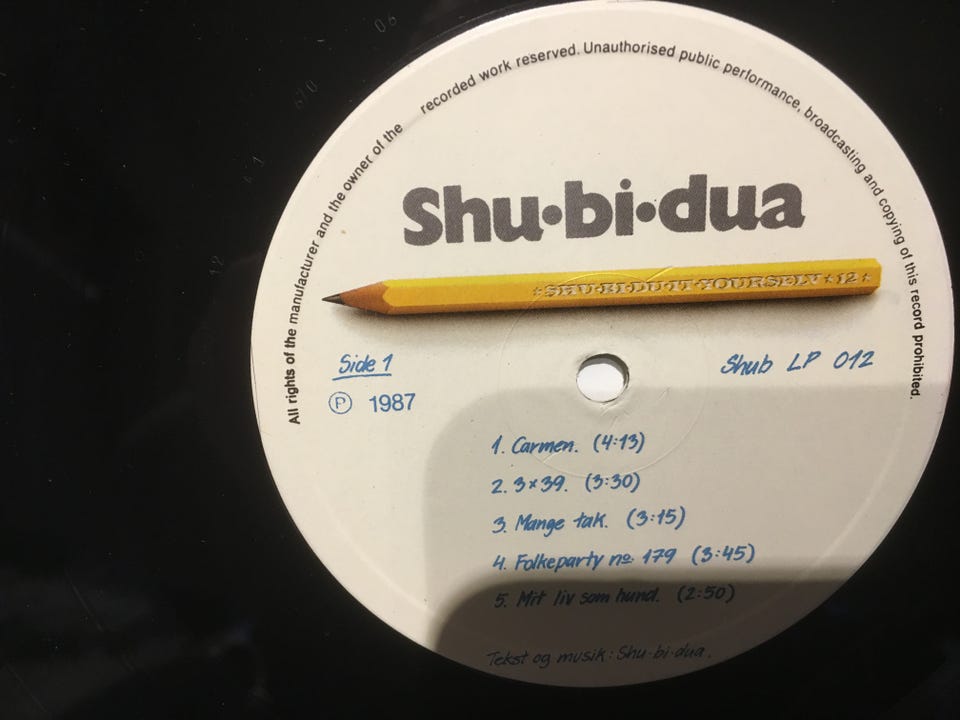 All rights of the manufacturer and the owner of the recorded work reserved. Unauthorised public performance, broadcasting and copying of this record prohibited.
Shu·bi·dua
SHU·BI·DU·IT·YOURSELV 12
Side 1
Shub LP 012
℗ 1987
1. Carmen. (4:13)
2. 3×39. (3:30)
3. Mange tak. (3:15)
4. Folkeparty no. 179 (3:45)
5. Mit liv som hund. (2:50)
Tekst og musik: Shu·bi·dua.